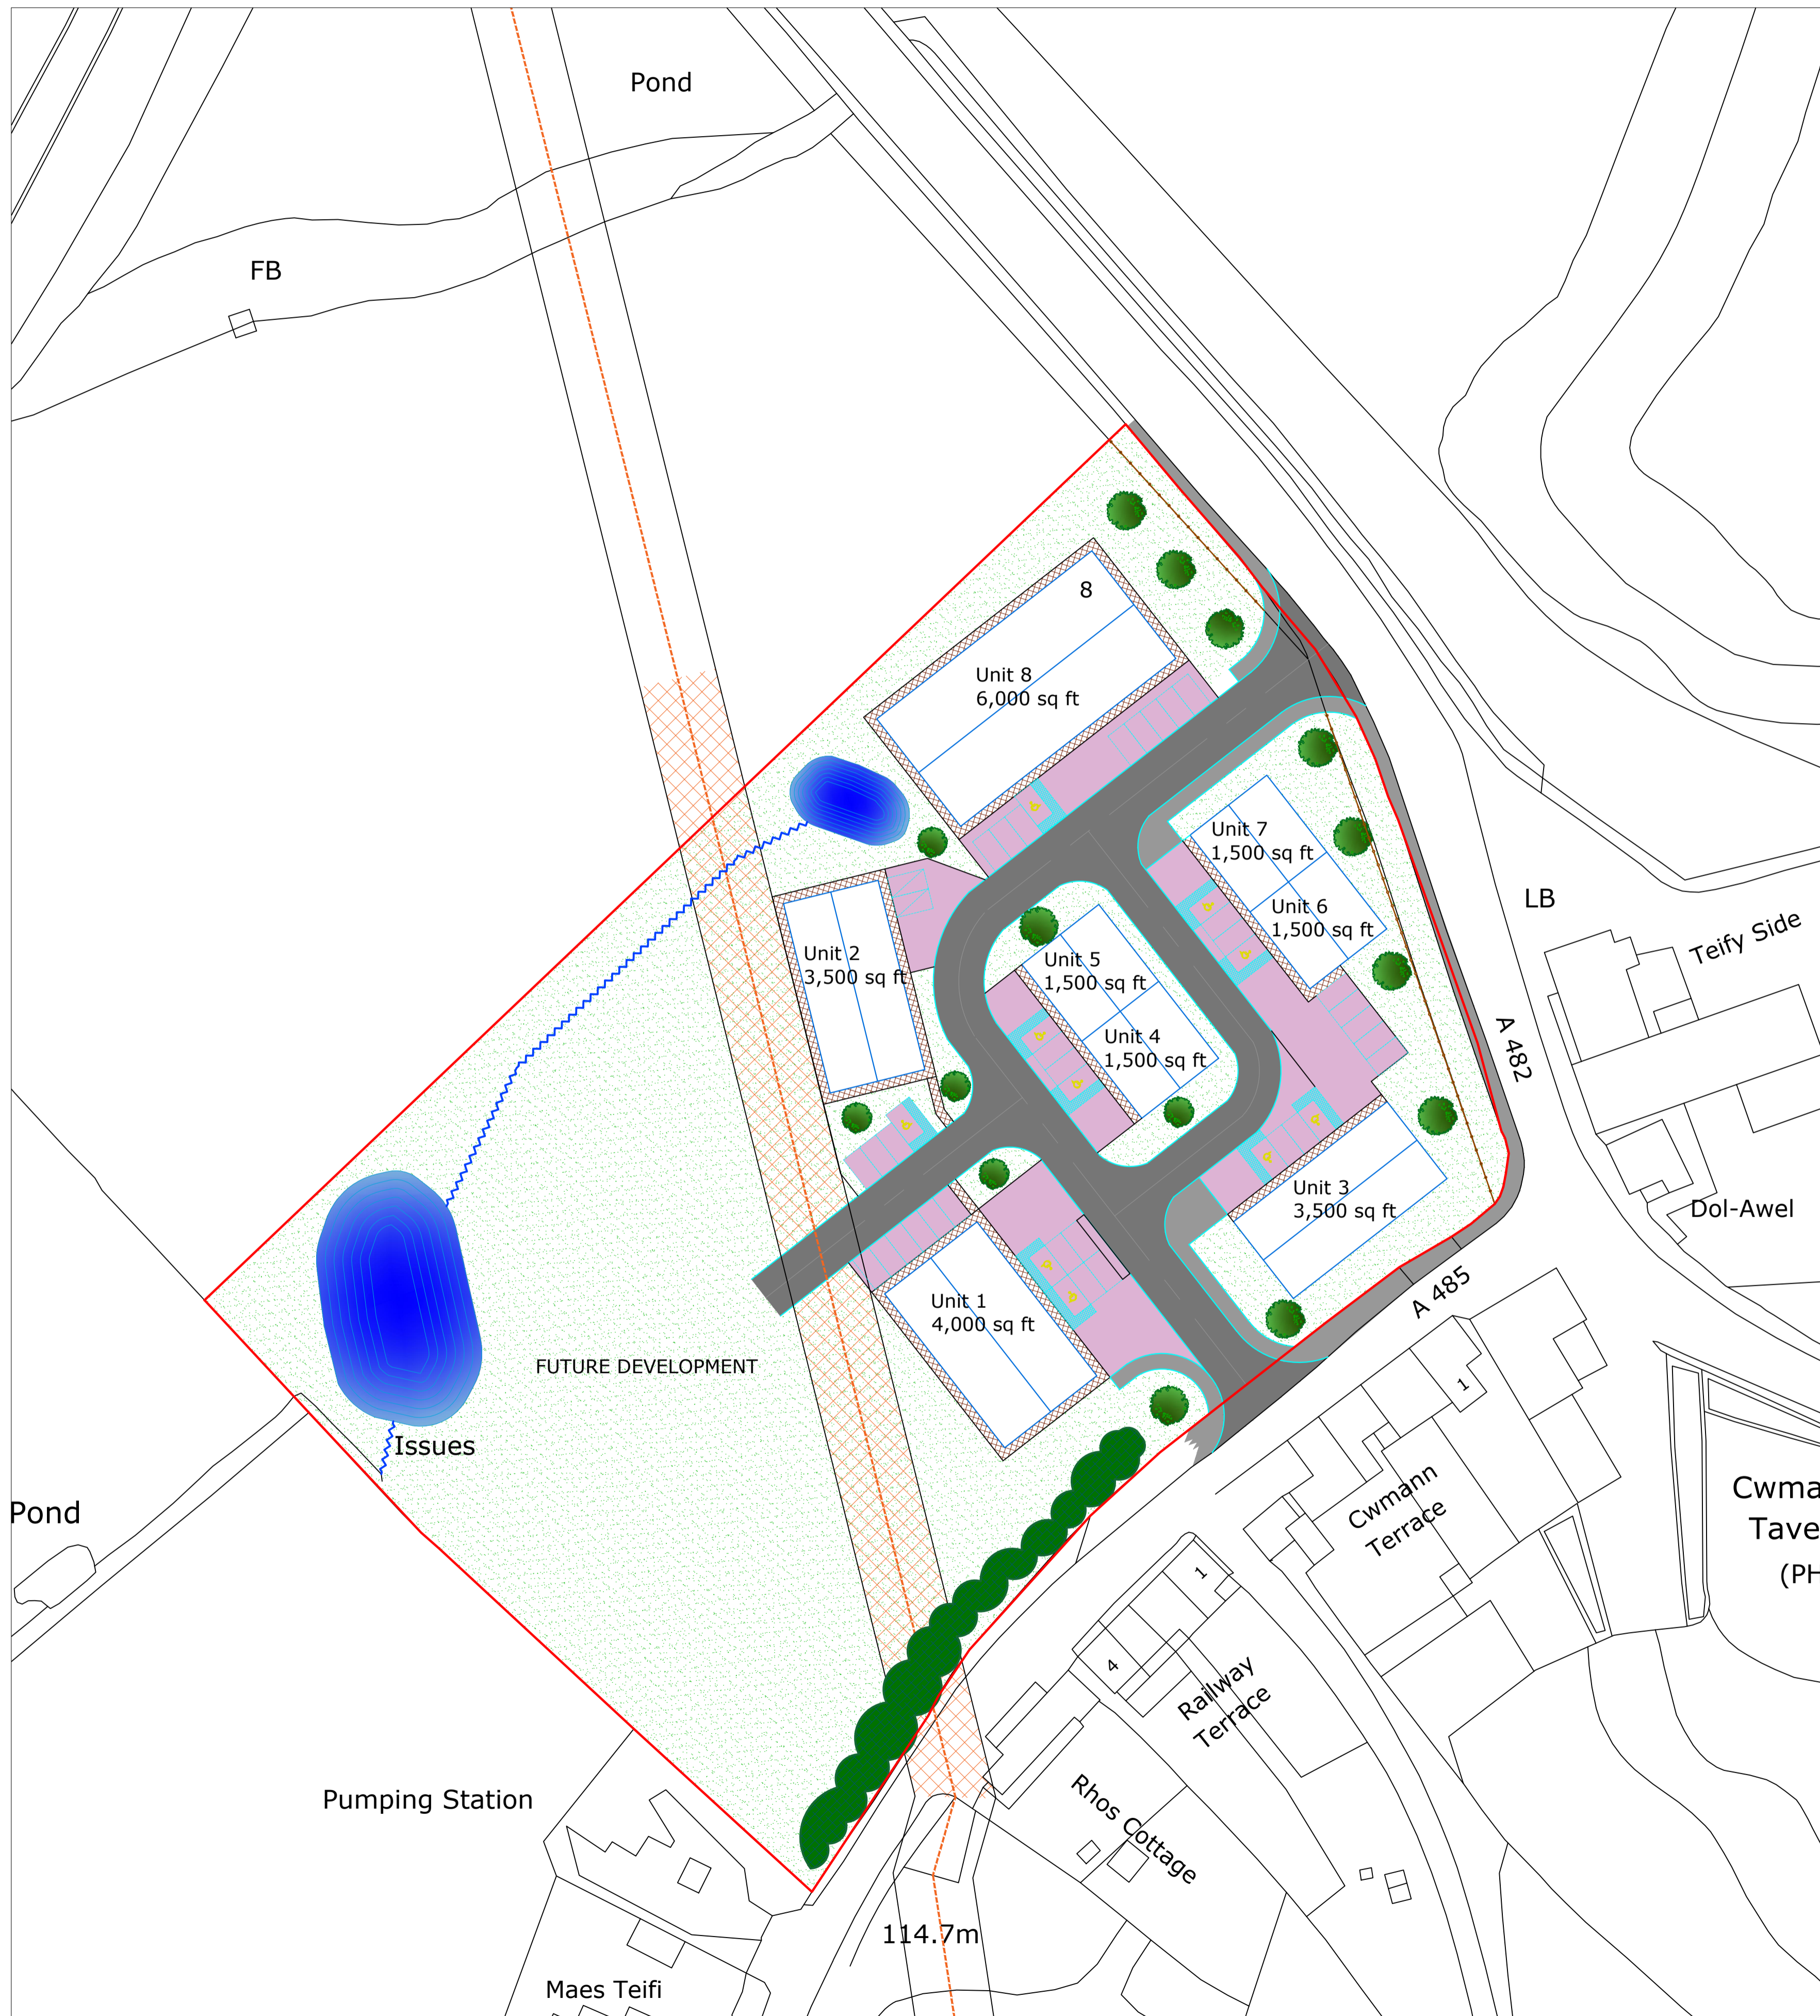 Pond
FB
8
Unit 8
6,000 sq ft
Unit 7
1,500 sq ft
Unit 6
1,500 sq ft
LB
Teify Side
Unit 2
3,500 sq ft
Unit 5
1,500 sq ft
Unit 4
1,500 sq ft
A 482
Unit 3
3,500 sq ft
Dol-Awel
A 485
Unit 1
4,000 sq ft
FUTURE DEVELOPMENT
1
Issues
Pond
Cwmann
Terrace
Cwma
Tave
(PH
1
4
Railway
Terrace
Pumping Station
Rhos Cottage
114.7m
Maes Teifi